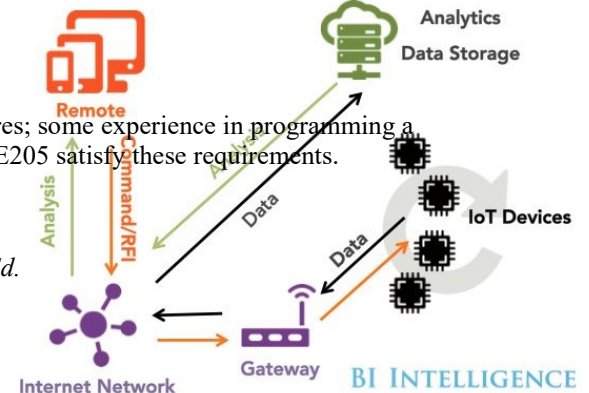 Analytics
Data Storage
Remote
res; some experience in programming a
E205 satisfy these requirements.
Analysis
Command/RFI
Analysis
Data
IoT Devices
Data
d.
Gateway
Internet Network
BI INTELLIGENCE